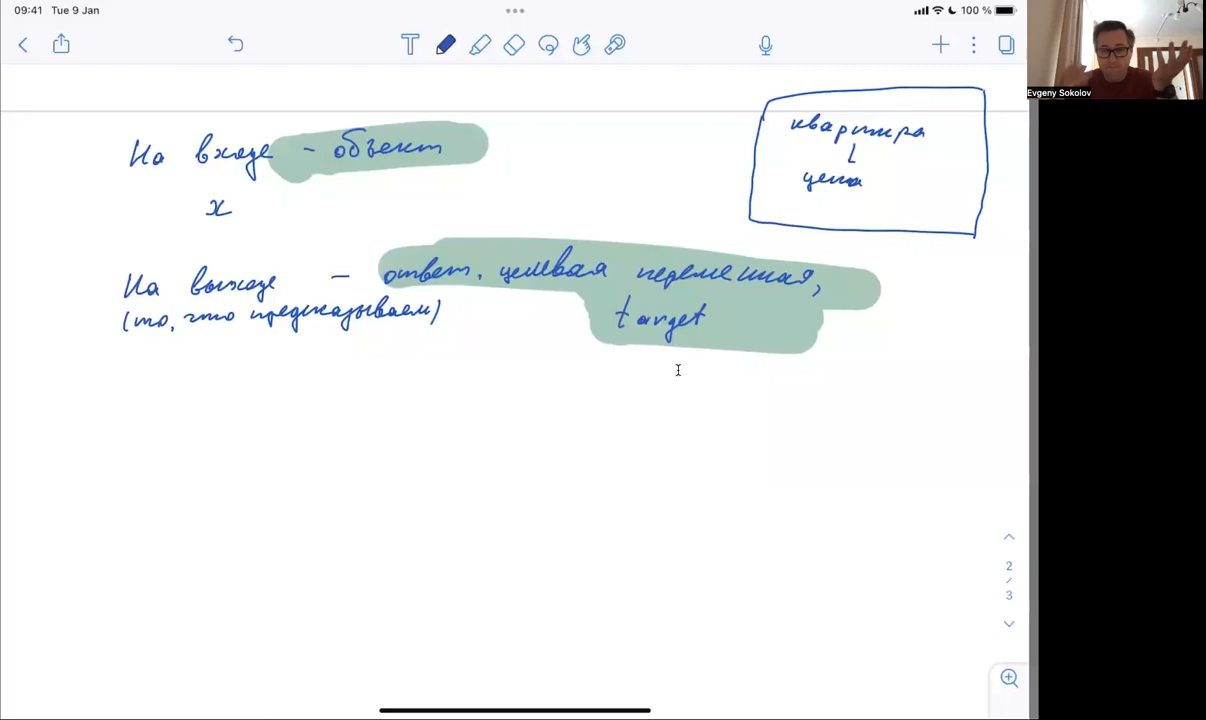 09:41 Tue 9 Jan
100 %
Evgeny Sokolov
квартира
цена
На входе - объект
x
На выходе - ответ, целевая переменная,
(то, что предсказываем)
target
2
/
3